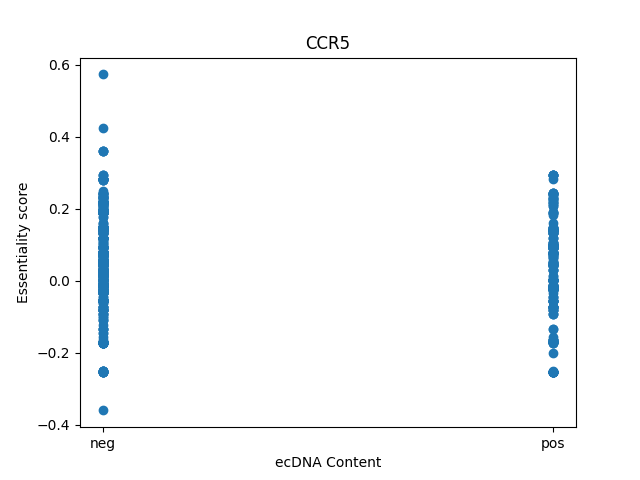 CCR5
0.6
0.4
0.2
0.0
−0.2
−0.4
Essentiality score
neg
pos
ecDNA Content